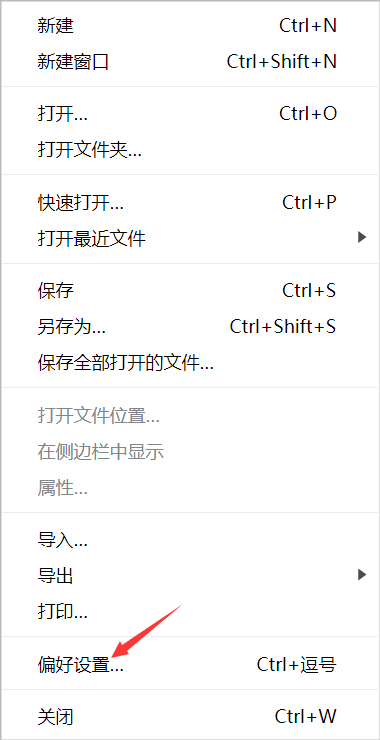 新建 Ctrl+N
新建窗口 Ctrl+Shift+N
打开... Ctrl+O
打开文件夹...
快速打开... Ctrl+P
打开最近文件
保存 Ctrl+S
另存为... Ctrl+Shift+S
保存全部打开的文件...
打开文件位置...
在侧边栏中显示
属性...
导入...
导出
打印...
偏好设置... Ctrl+逗号
关闭 Ctrl+W